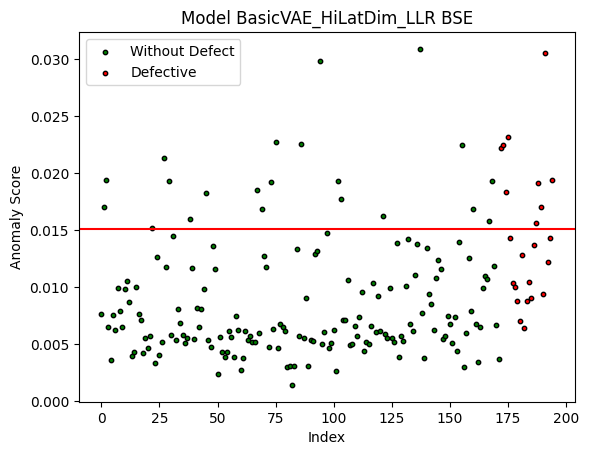 Model BasicVAE_HiLatDim_LLR BSE
Without Defect
Defective
Anomaly Score
0.030
0.025
0.020
0.015
0.010
0.005
0.000
0 25 50 75 100 125 150 175 200
Index